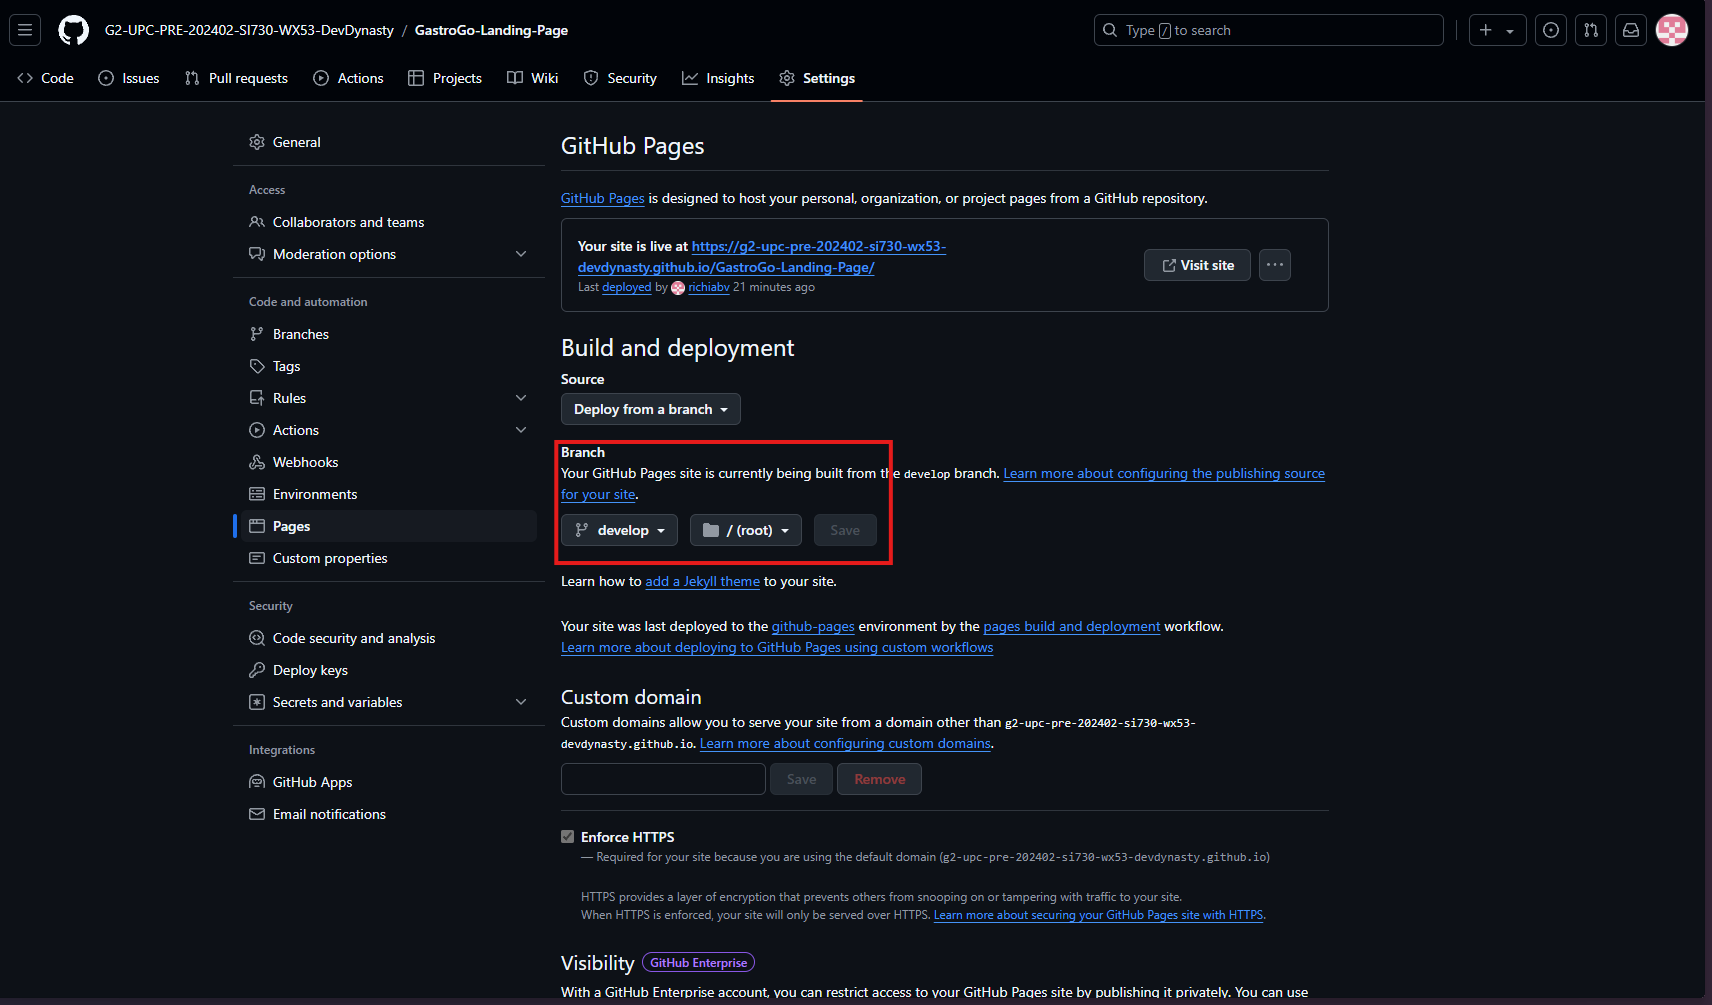 G2-UPC-PRE-202402-SI730-WX53-DevDynasty / GastroGo-Landing-Page
Type / to search
Code Issues Pull requests Actions Projects Wiki Security Insights Settings
General
Access
Collaborators and teams
Moderation options
Code and automation
Branches
Tags
Rules
Actions
Webhooks
Environments
Pages
Custom properties
Security
Code security and analysis
Deploy keys
Secrets and variables
Integrations
GitHub Apps
Email notifications
GitHub Pages
GitHub Pages is designed to host your personal, organization, or project pages from a GitHub repository.
Your site is live at https://g2-upc-pre-202402-si730-wx53-
devdynasty.github.io/GastroGo-Landing-Page/
Last deployed by richiabv 21 minutes ago
Visit site
Build and deployment
Source
Deploy from a branch
Branch
Your GitHub Pages site is currently being built from the develop branch. Learn more about configuring the publishing source
for your site.
develop / (root) Save
Learn how to add a Jekyll theme to your site.
Your site was last deployed to the github-pages environment by the pages build and deployment workflow.
Learn more about deploying to GitHub Pages using custom workflows
Custom domain
Custom domains allow you to serve your site from a domain other than g2-upc-pre-202402-si730-wx53-
devdynasty.github.io. Learn more about configuring custom domains.
Save Remove
Enforce HTTPS
— Required for your site because you are using the default domain (g2-upc-pre-202402-si730-wx53-devdynasty.github.io)
HTTPS provides a layer of encryption that prevents others from snooping on or tampering with traffic to your site.
When HTTPS is enforced, your site will only be served over HTTPS. Learn more about securing your GitHub Pages site with HTTPS.
Visibility GitHub Enterprise
With a GitHub Enterprise account, you can restrict access to your GitHub Pages site by publishing it privately. You can use